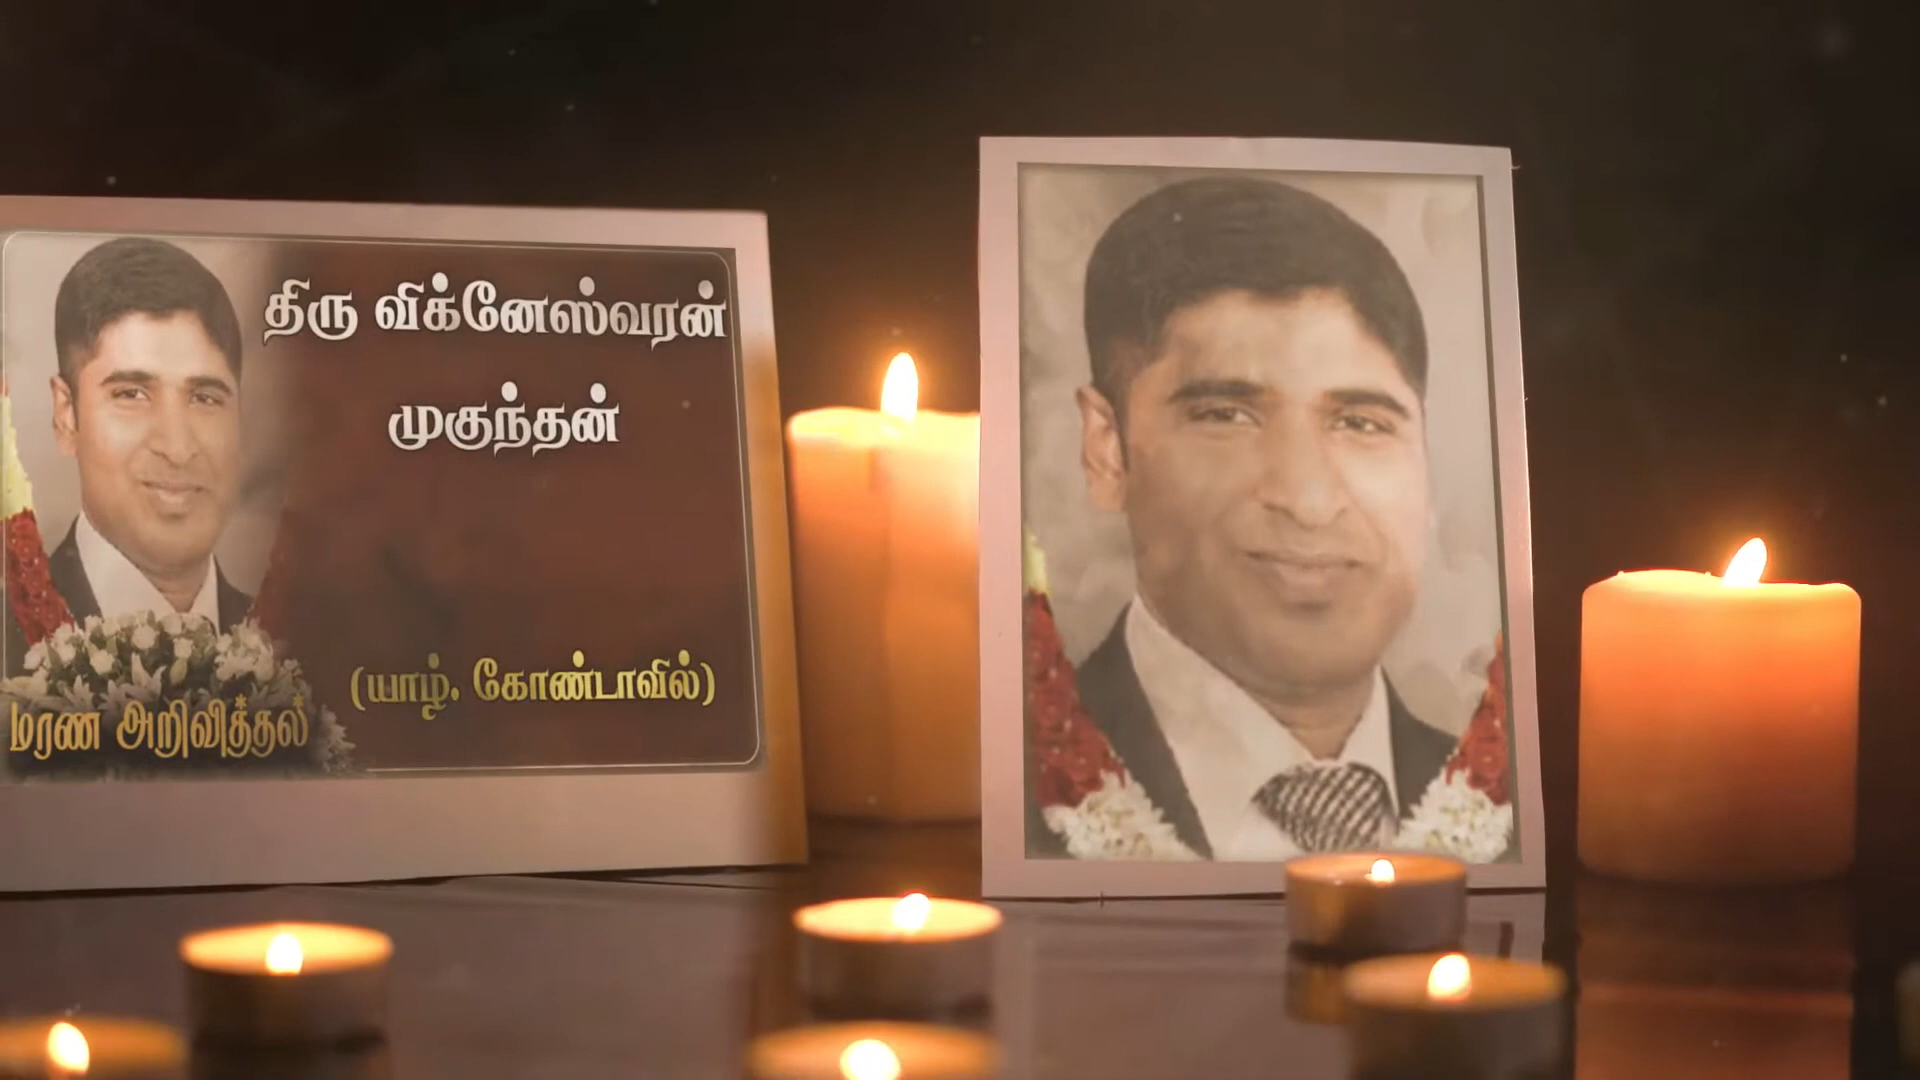 திரு விக்னேஸ்வரன்
முகுந்தன்
(யாழ். கோண்டாவில்)
மரண அறிவித்தல்